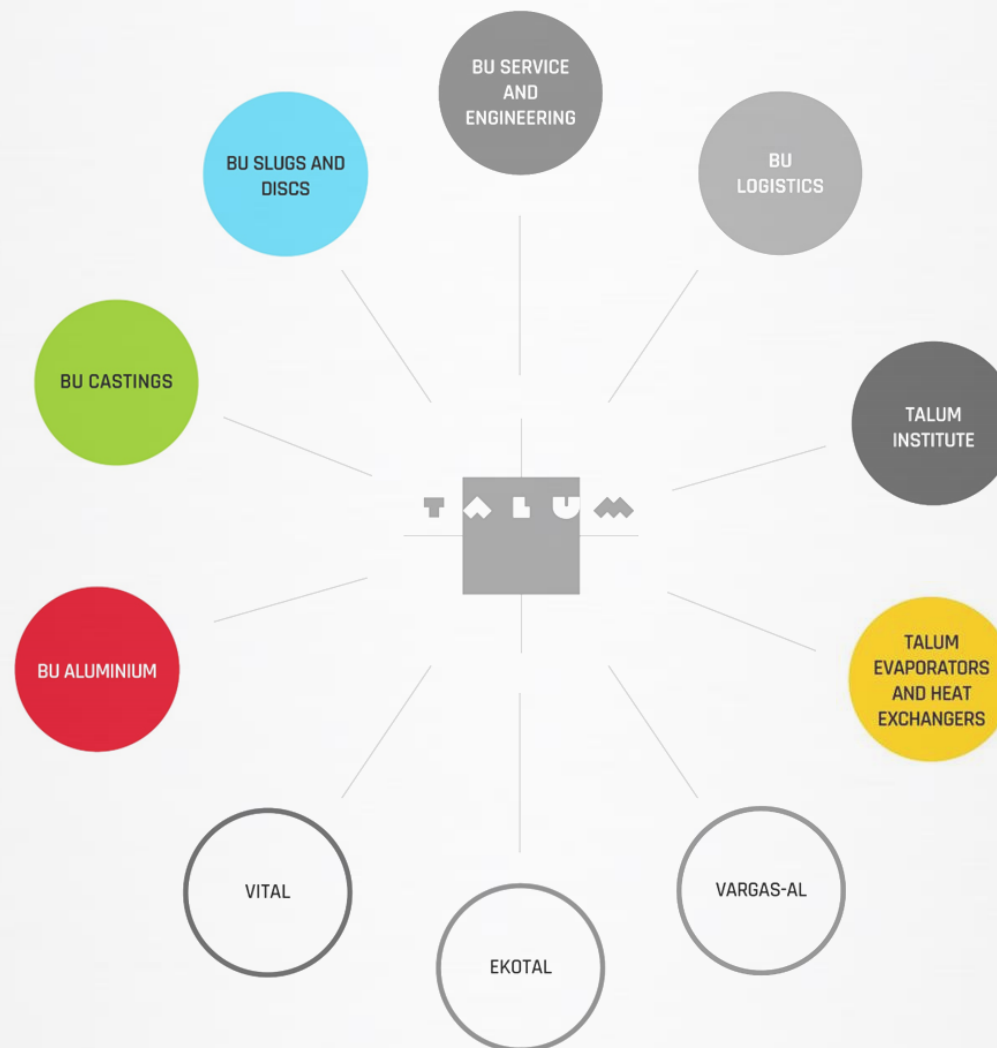 BU SERVICE
AND
ENGINEERING
BU SLUGS AND
DISCS
BU
LOGISTICS
BU CASTINGS
TALUM
INSTITUTE
TALUM
BU ALUMINIUM
TALUM
EVAPORATORS
AND HEAT
EXCHANGERS
VITAL
EKOTAL
VARGAS-AL